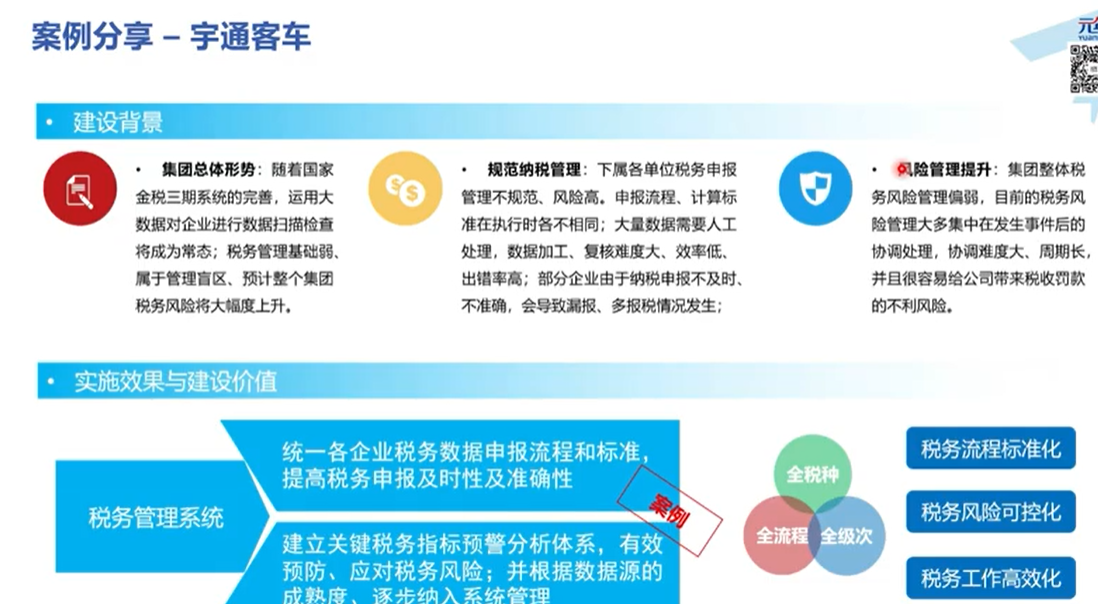 案例分享 – 宇通客车
• 建设背景
• 集团总体形势：随着国家
金税三期系统的完善，运用大
数据对企业进行数据扫描检查
将成为常态；税务管理基础弱、
属于管理盲区、预计整个集团
税务风险将大幅度上升。
• 规范纳税管理：下属各单位税务申报
管理不规范、风险高。申报流程、计算标
准在执行时各不相同；大量数据需要人工
处理，数据加工、复核难度大、效率低、
出错率高；部分企业由于纳税申报不及时、
不准确，会导致漏报、多报税情况发生；
• 风险管理提升：集团整体税
务风险管理偏弱，目前的税务风
险管理大多集中在发生事件后的
协调处理，协调难度大、周期长，
并且很容易给公司带来税收罚款
的不利风险。
• 实施效果与建设价值
税务管理系统
统一各企业税务数据申报流程和标准，
提高税务申报及时性及准确性
建立关键税务指标预警分析体系，有效
预防、应对税务风险；并根据数据源的
成熟度、逐步纳入系统管理
案例
全税种
全流程
全级次
税务流程标准化
税务风险可控化
税务工作高效化